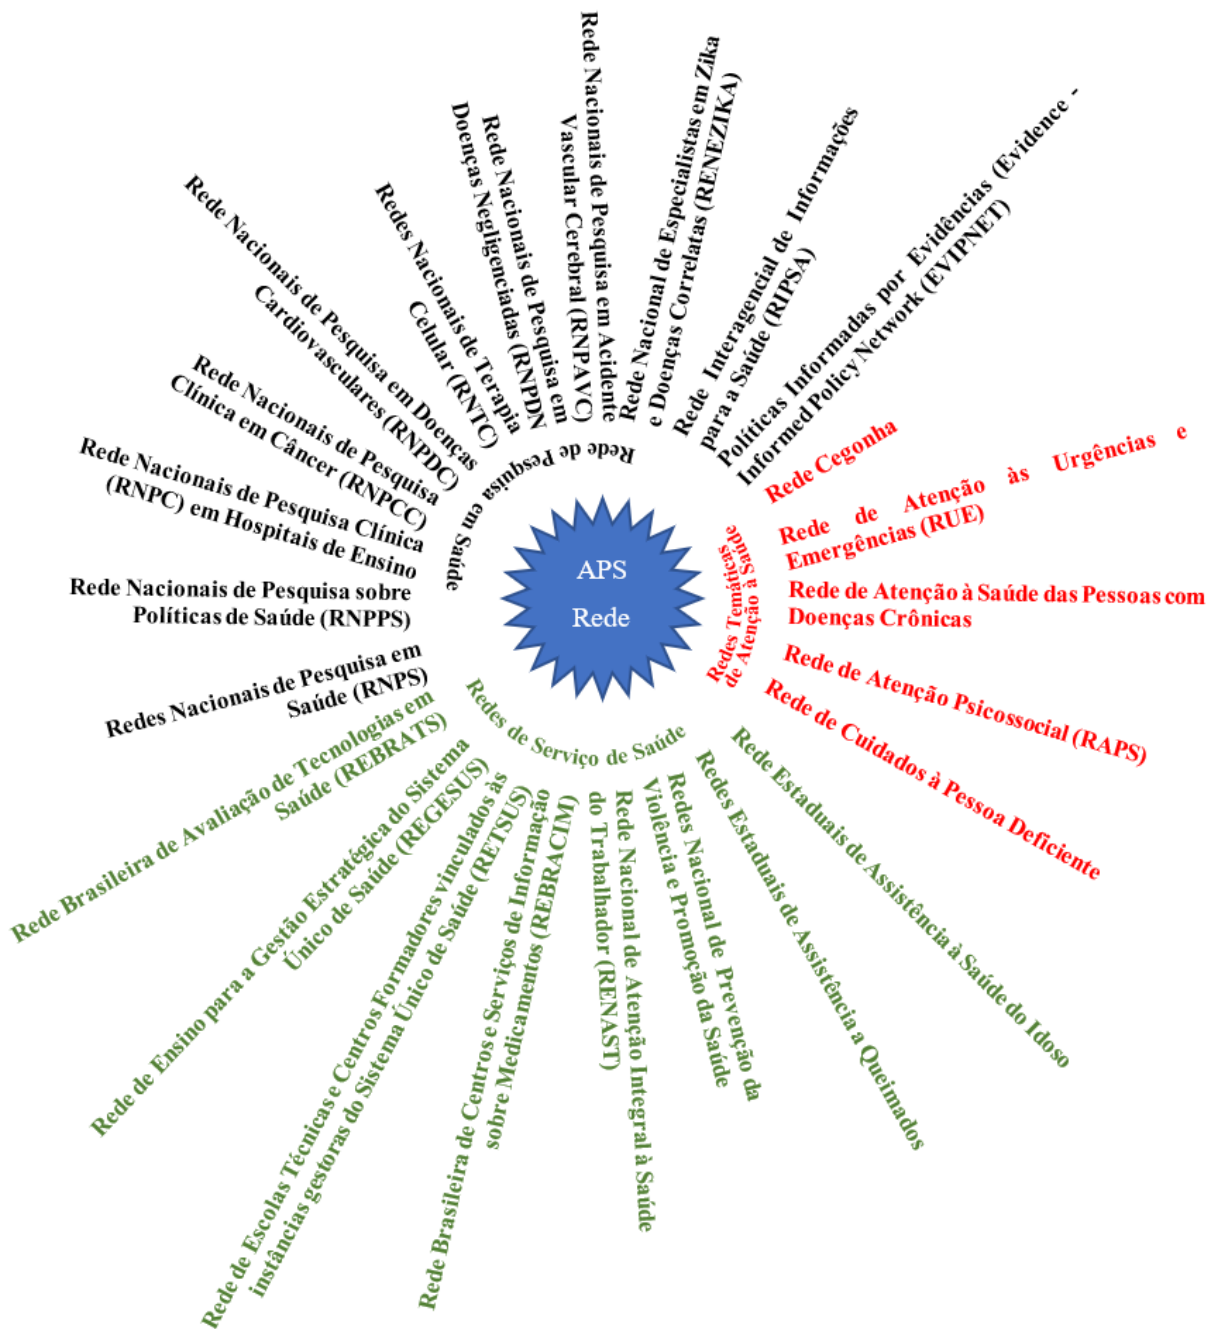 APS
Rede
Rede de Pesquisa em Saúde
Redes Nacionais de Pesquisa em
Saúde (RNPS)
Rede Nacionais de Pesquisa sobre
Políticas de Saúde (RNPPS)
Rede Nacionais de Pesquisa Clínica
(RNPC) em Hospitais de Ensino
Rede Nacionais de Pesquisa
Clínica em Câncer (RNPCC)
Rede Nacionais de Pesquisa em Doenças
Cardiovasculares (RNPDC)
Redes Nacionais de Terapia
Celular (RNTC)
Rede Nacionais de Pesquisa em
Doenças Negligenciadas (RNPDN
Rede Nacionais de Pesquisa em Acidente
Vascular Cerebral (RNPAVC)
Rede Nacional de Especialistas em Zika
e Doenças Correlatas (RENEZIKA)
Rede Interagencial de Informações
para a Saúde (RIPSA)
Políticas Informadas por Evidências (Evidence -
Informed Policy Network (EVIPNET)
Redes Temáticas
de Atenção à Saúde
Rede Cegonha
Rede de Atenção às Urgências e
Emergências (RUE)
Rede de Atenção à Saúde das Pessoas com
Doenças Crônicas
Rede de Atenção Psicossocial (RAPS)
Rede de Cuidados à Pessoa Deficiente
Redes de Serviço de Saúde
Rede Estaduais de Assistência à Saúde do Idoso
Redes Estaduais de Assistência a Queimados
Redes Nacional de Prevenção da
Violência e Promoção da Saúde
Rede Nacional de Atenção Integral à Saúde
do Trabalhador (RENAST)
Rede Brasileira de Centros e Serviços de Informação
sobre Medicamentos (REBRACIM)
Rede de Escolas Técnicas e Centros Formadores vinculados às
instâncias gestoras do Sistema Único de Saúde (RETSUS)
Rede de Ensino para a Gestão Estratégica do Sistema
Único de Saúde (REGESUS)
Rede Brasileira de Avaliação de Tecnologias em
Saúde (REBRATS)